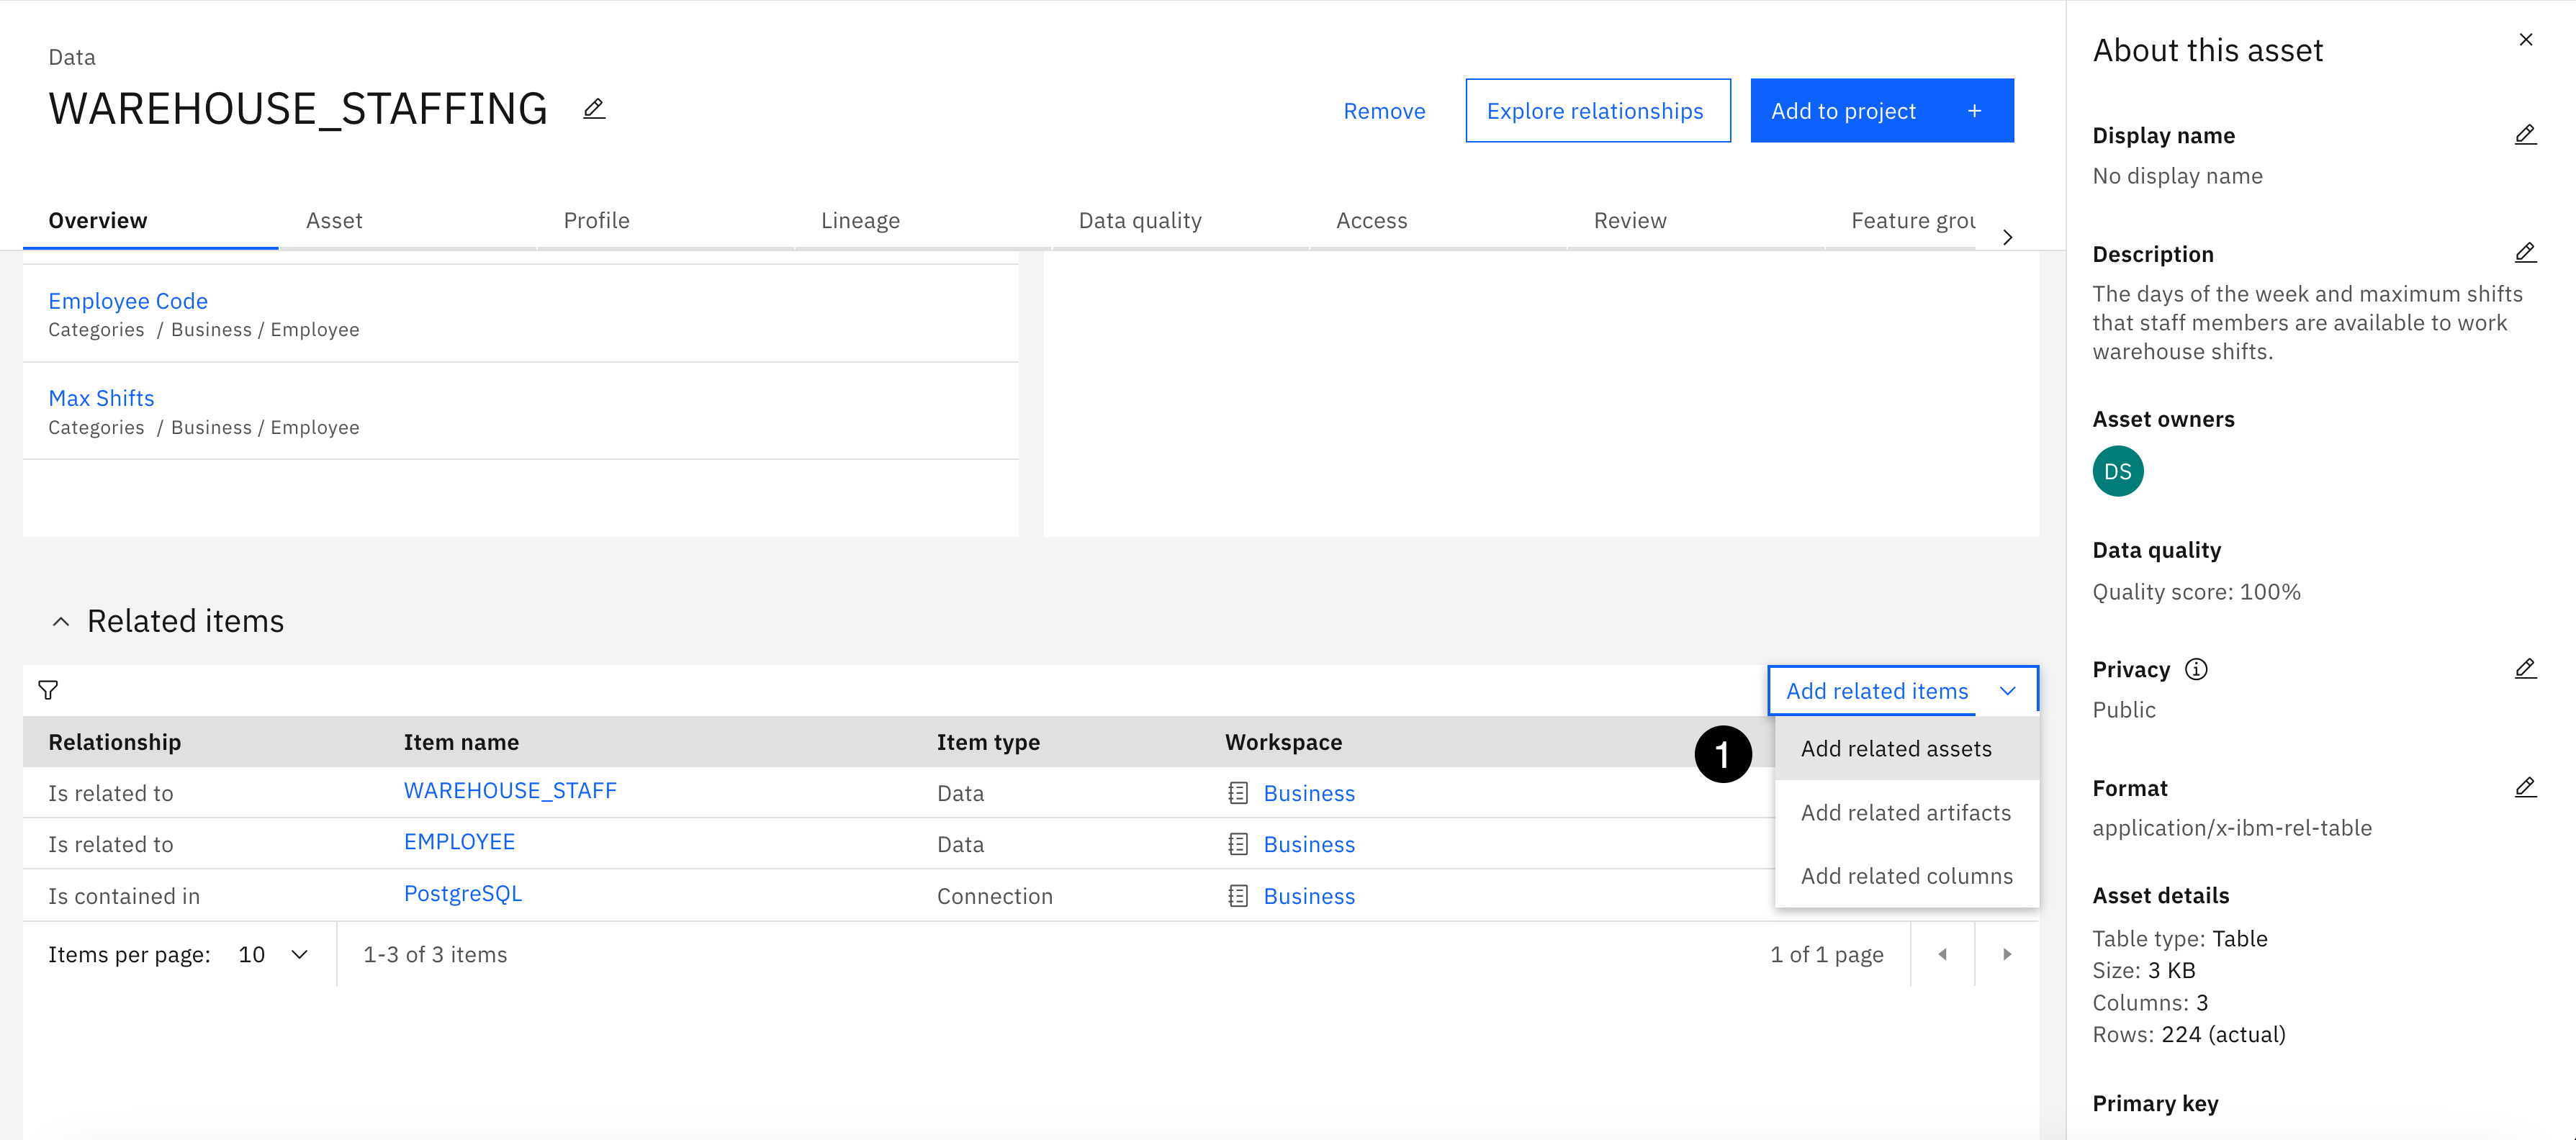 Data
WAREHOUSE_STAFFING
Remove
Explore relationships
Add to project +
Overview
Asset
Profile
Lineage
Data quality
Access
Review
Feature grou
Employee Code
Categories / Business / Employee
Max Shifts
Categories / Business / Employee
Related items
Add related items
Relationship Item name Item type Workspace
Is related to WAREHOUSE_STAFF Data Business
Is related to EMPLOYEE Data Business
Is contained in PostgreSQL Connection Business
1
Add related assets
Add related artifacts
Add related columns
Items per page: 10
1-3 of 3 items
1 of 1 page
About this asset
Display name
No display name
Description
The days of the week and maximum shifts
that staff members are available to work
warehouse shifts.
Asset owners
DS
Data quality
Quality score: 100%
Privacy
Public
Format
application/x-ibm-rel-table
Asset details
Table type: Table
Size: 3 KB
Columns: 3
Rows: 224 (actual)
Primary key